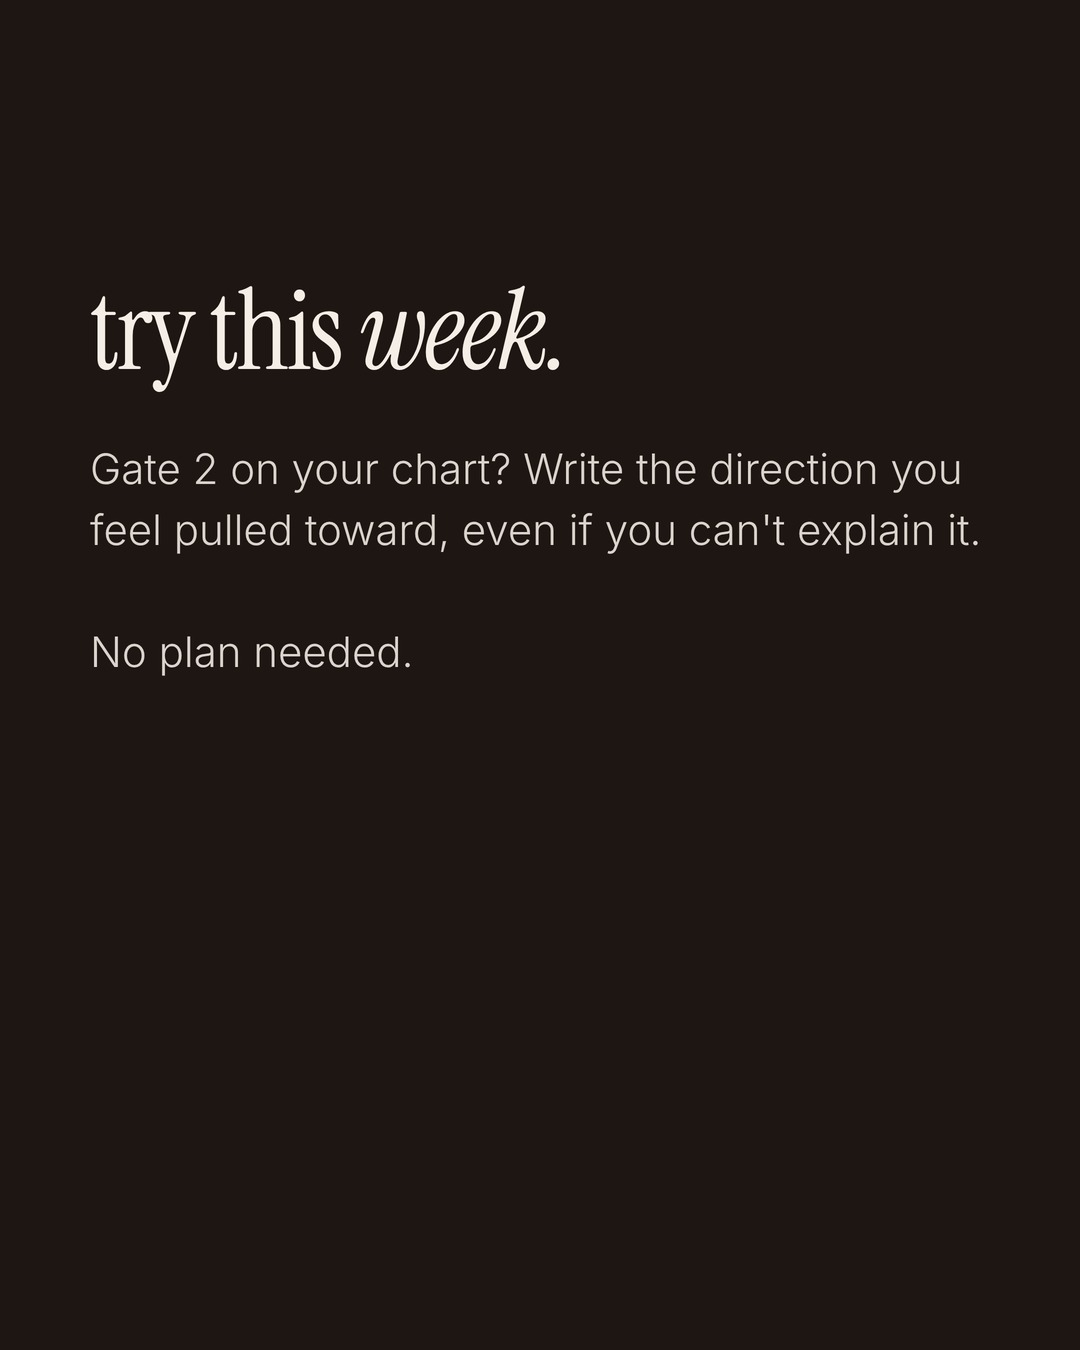 try this week.
Gate 2 on your chart? Write the direction you
feel pulled toward, even if you can't explain it.
No plan needed.